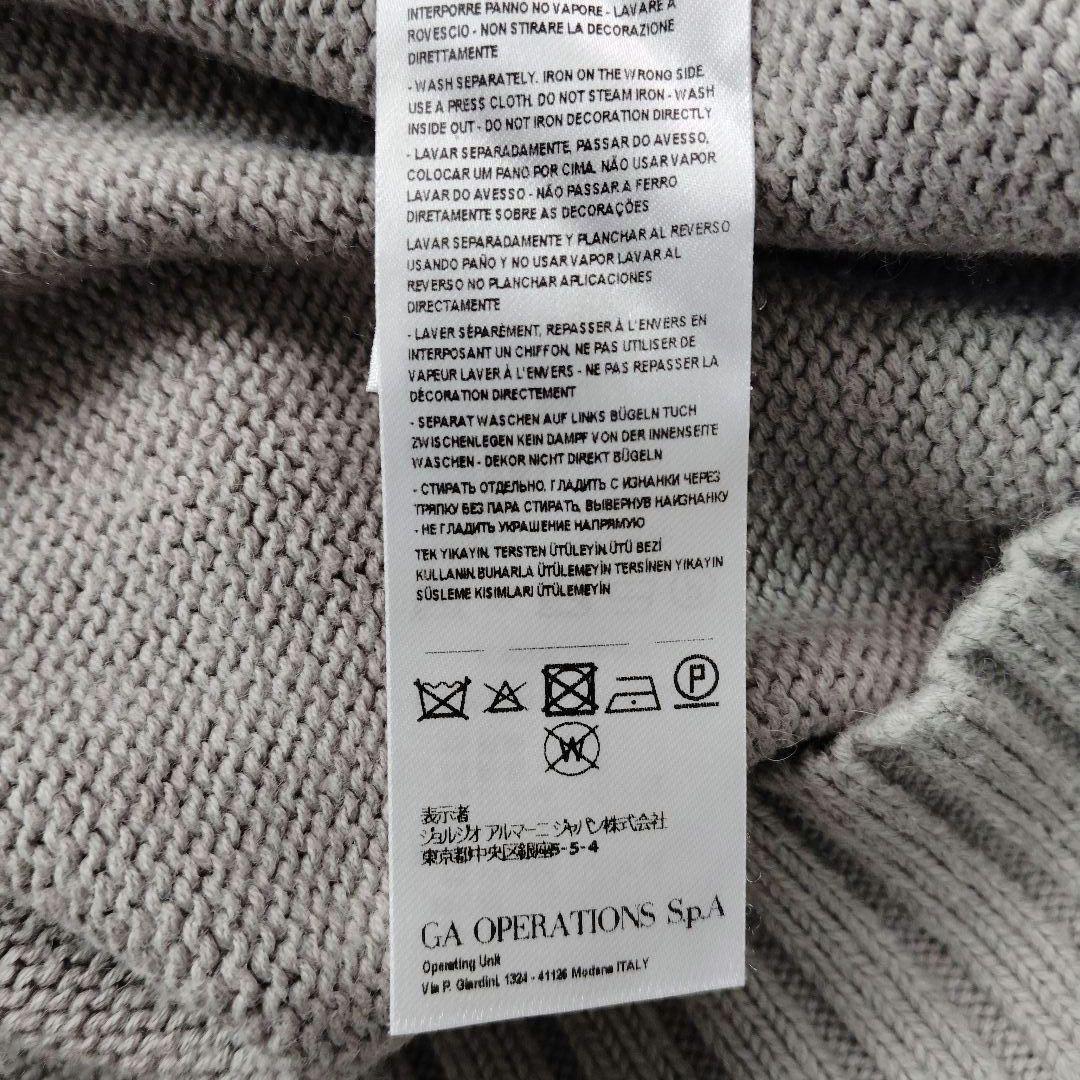 INTERPORRE PANNO NO VAPORE - LAVARE A
ROVESCIO - NON STIRARE LA DECORAZIONE
DIRETTAMENTE
- WASH SEPARATELY. IRON ON THE WRONG SIDE
USE A PRESS CLOTH. DO NOT STEAM IRON - WASH
INSIDE OUT - DO NOT IRON DECORATION DIRECTLY
- LAVAR SEPARADAMENTE, PASSAR DO AVESSO,
COLOCAR UM PANO POR CIMA. NÃO USAR VAPOR
LAVAR DO AVESSO - NÃO PASSAR A FERRO
DIRETAMENTE SOBRE AS DECORAÇÕES
LAVAR SEPARADAMENTE Y PLANCHAR AL REVERSO
USANDO PAÑO Y NO USAR VAPOR LAVAR AL
REVERSO NO PLANCHAR APLICACIONES
DIRECTAMENTE
- LAVER SÉPARÉMENT, REPASSER À L'ENVERS EN
INTERPOSANT UN CHIFFON, NE PAS UTILISER DE
VAPEUR LAVER À L'ENVERS - NE PAS REPASSER LA
DÉCORATION DIRECTEMENT
- SEPARAT WASCHEN AUF LINKS BÜGELN TUCH
ZWISCHENLEGEN KEIN DAMPF VON DER INNENSEITE
WASCHEN - DEKOR NICHT DIREKT BÜGELN
- СТИРАТЬ ОТДЕЛЬНО, ГЛАДИТЬ С ИЗНАНКИ ЧЕРЕЗ
ТРЯПКУ БЕЗ ПАРА СТИРАТЬ, ВЫВЕРНУВ НАИЗНАНКУ
- НЕ ГЛАДИТЬ УКРАШЕНИЕ НАПРЯМУЮ
TEK YIKAYIN. TERSTEN ÜTÜLEYİN.ÜTÜ BEZİ
KULLANIN.BUHARLA ÜTÜLEMEYİN TERSİNEN YIKAYIN
SÜSLEME KISIMLARI ÜTÜLEMEYİN
P
W
表示者
ジョルジオ アルマーニ ジャパン株式会社
東京都中央区銀座5-5-4
GA OPERATIONS S.p.A
Operating Unit
Via P. Giardini, 1324 - 41126 Modena ITALY